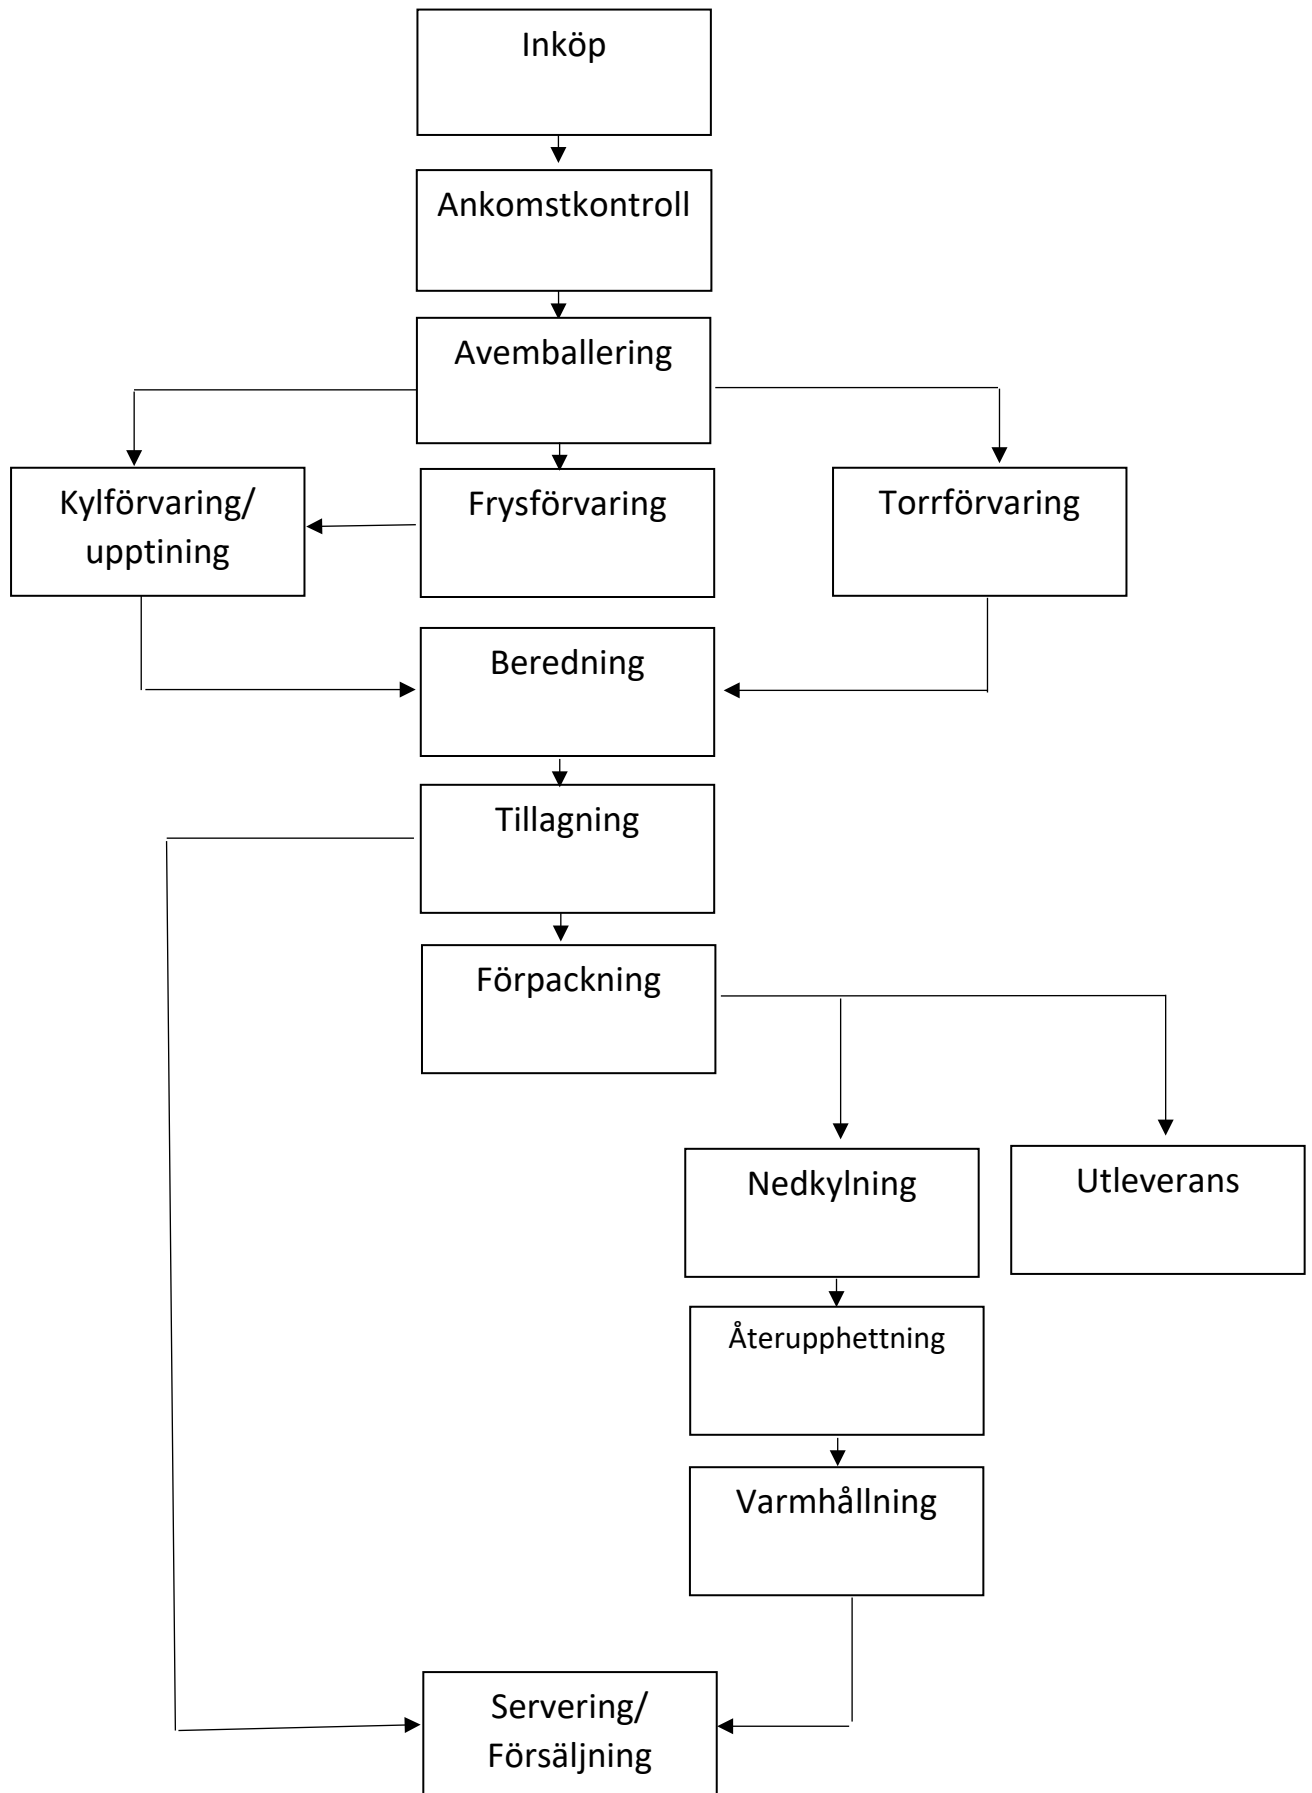 Inköp
Ankomstkontroll
Avemballering
Kylförvaring/
upptining
Frysförvaring
Torrförvaring
Beredning
Tillagning
Förpackning
Nedkylning
Utleverans
Återupphettning
Varmhållning
Servering/
Försäljning